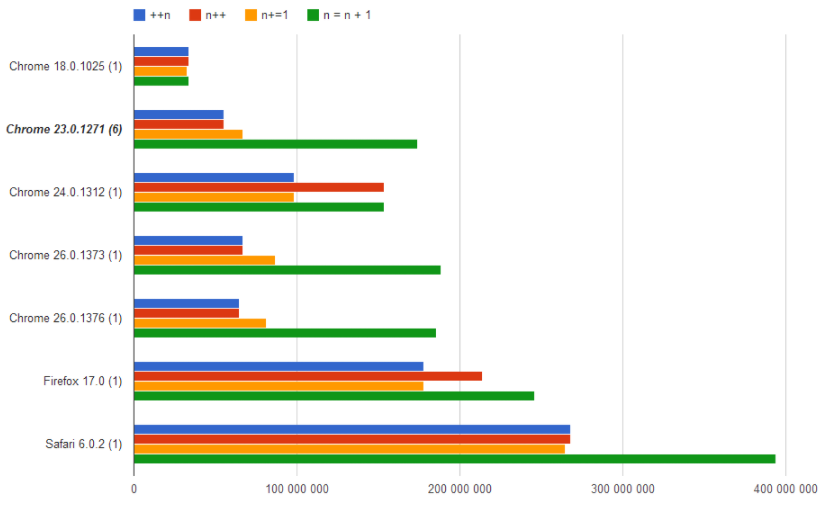 ++n n++ n+=1 n = n + 1
Chrome 18.0.1025 (1)
Chrome 23.0.1271 (6)
Chrome 24.0.1312 (1)
Chrome 26.0.1373 (1)
Chrome 26.0.1376 (1)
Firefox 17.0 (1)
Safari 6.0.2 (1)
0 100 000 000 200 000 000 300 000 000 400 000 000